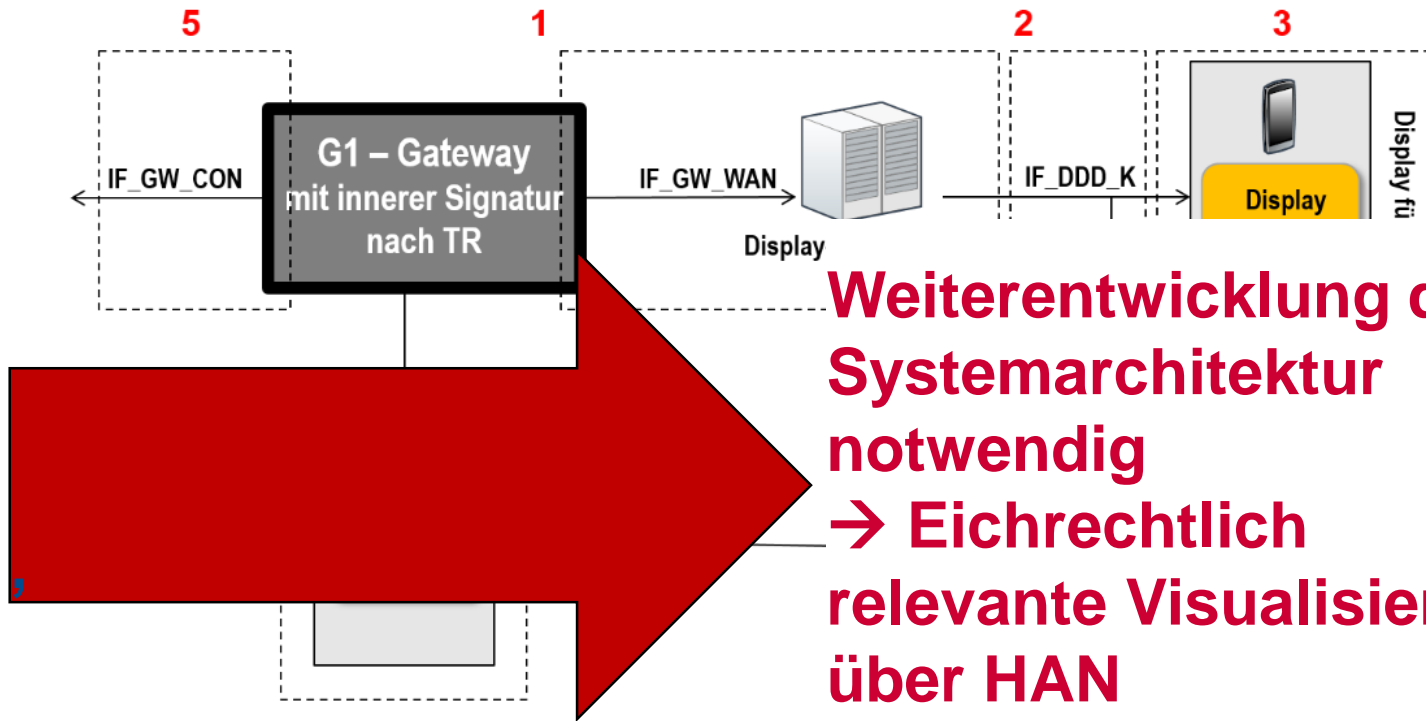 5 1 2 3
IF_GW_CON
G1 – Gateway
mit innerer Signatur
nach TR
IF_GW_WAN
IF_DDD_K
Display
Display
Display
Weiterentwicklung
Systemarchitektur
notwendig
→ Eichrechtlich
relevante
über HAN
,